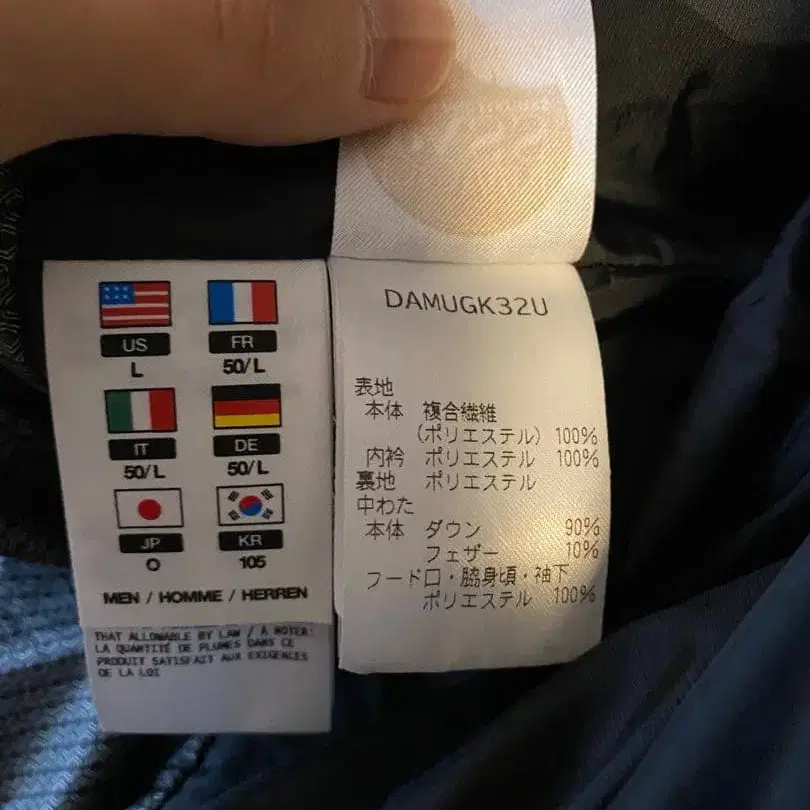 US
FR
L
50/L
IT
DE
50/L
50/L
JP
KR
O
105
MEN / HOMME / HERREN
THAT ALLOWABLE BY LAW / À NOTER:
LA QUANTITÉ DE PLUMES DANS CE
PRODUIT SATISFAIT AUX EXIGENCES
DE LA LOI
DAMUGK32U
表地
本体 複合繊維
(ポリエステル) 100%
内衿 ポリエステル 100%
裏地 ポリエステル
中わた
本体 ダウン 90%
フェザー 10%
フード口・脇身頃・袖下
ポリエステル 100%